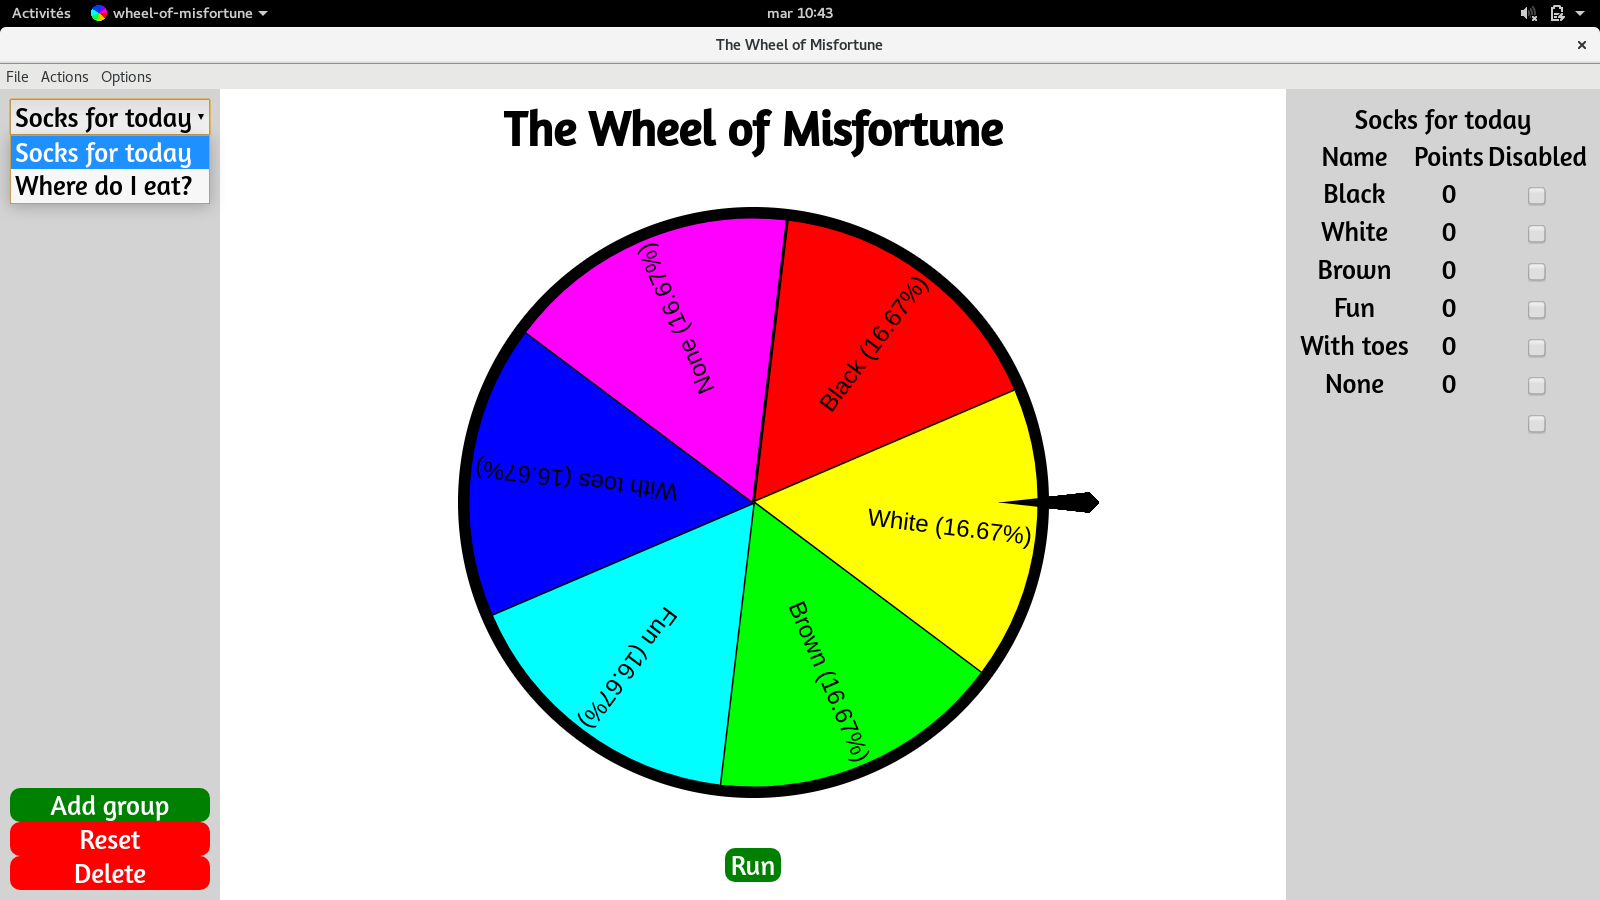 Activités wheel-of-misfortune mar 10:43
The Wheel of Misfortune
File Actions Options
Socks for today
Socks for today
Where do I eat?
The Wheel of Misfortune
None (16.67%)
Black (16.67%)
With toes (16.67%)
White (16.67%)
Fun (16.67%)
Brown (16.67%)
Run
Add group
Reset
Delete
Socks for today
Name Points Disabled
Black 0
White 0
Brown 0
Fun 0
With toes 0
None 0